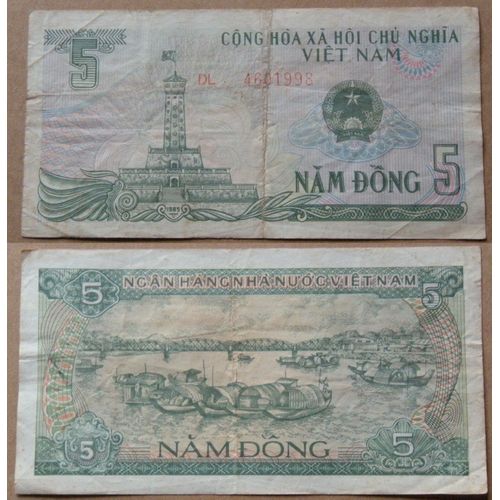 5
CỘNG HÒA XÃ HỘI CHỦ NGHĨA
VIỆT NAM
DL 4601998
NĂM ĐỒNG 5
1985
NGÂN HÀNG NHÀ NƯỚC VIỆT NAM
5 5
5 5
NĂM ĐỒNG